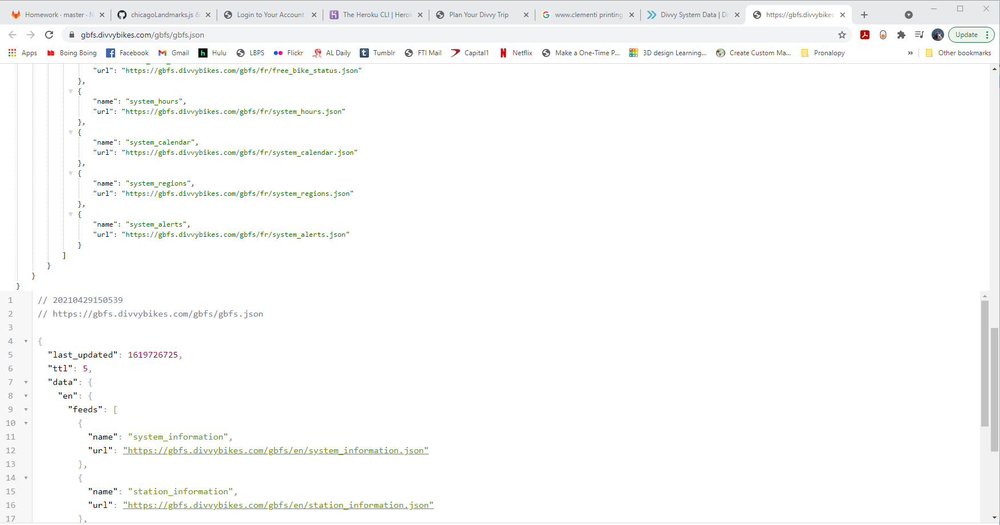 Homework · master · N
chicagoLandmarks.js &
Login to Your Account
The Heroku CLI | Herok
Plan Your Divvy Trip
www.clementi printing
Divvy System Data | Di
https://gbfs.divvybikes.
gbfs.divvybikes.com/gbfs/gbfs.json
Update
Apps
Boing Boing
Facebook
Gmail
Hulu
LBPS
Flickr
AL Daily
Tumblr
FTI Mail
Capital1
Netflix
Make a One-Time P...
3D design Learning...
Create Custom Ma...
Pronalopy
»
Other bookmarks
"url": "https://gbfs.divvybikes.com/gbfs/fr/free_bike_status.json"
},
{
"name": "system_hours",
"url": "https://gbfs.divvybikes.com/gbfs/fr/system_hours.json"
},
{
"name": "system_calendar",
"url": "https://gbfs.divvybikes.com/gbfs/fr/system_calendar.json"
},
{
"name": "system_regions",
"url": "https://gbfs.divvybikes.com/gbfs/fr/system_regions.json"
},
{
"name": "system_alerts",
"url": "https://gbfs.divvybikes.com/gbfs/fr/system_alerts.json"
}
]
}
}
}
1 // 20210429150539
2 // https://gbfs.divvybikes.com/gbfs/gbfs.json
3
4 {
5 "last_updated": 1619726725,
6 "ttl": 5,
7 "data": {
8 "en": {
9 "feeds": [
10 {
11 "name": "system_information",
12 "url": "https://gbfs.divvybikes.com/gbfs/en/system_information.json"
13 },
14 {
15 "name": "station_information",
16 "url": "https://gbfs.divvybikes.com/gbfs/en/station_information.json"
17 },